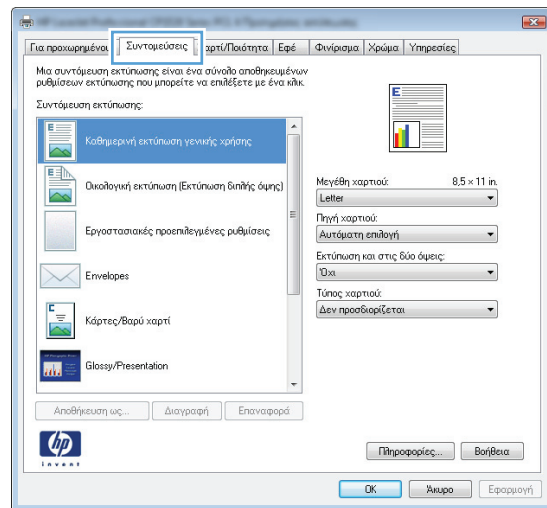 Για προχωρημένοι Συντομεύσεις αρτί/Ποιότητα Εφέ Φινίρισμα Χρώμα Υπηρεσίες
Μια συντόμευση εκτύπωσης είναι ένα σύνολο αποθηκευμένων
ρυθμίσεων εκτύπωσης που μπορείτε να επιλέξετε με ένα κλικ.
Συντόμευση εκτύπωσης:
Καθημερινή εκτύπωση γενικής χρήσης
Οικολογική εκτύπωση (Εκτύπωση διπλής όψης)
Εργοστασιακές προεπιλεγμένες ρυθμίσεις
Envelopes
Κάρτες/Βαρύ χαρτί
Glossy/Presentation
Αποθήκευση ως... Διαγραφή Επαναφορά
Μεγέθη χαρτιού: 8,5 × 11 in.
Letter
Πηγή χαρτιού:
Αυτόματη επιλογή
Εκτύπωση και στις δύο όψεις:
Όχι
Τύπος χαρτιού:
Δεν προσδιορίζεται
hp
invent
Πληροφορίες... Βοήθεια
OK Άκυρο Εφαρμογή